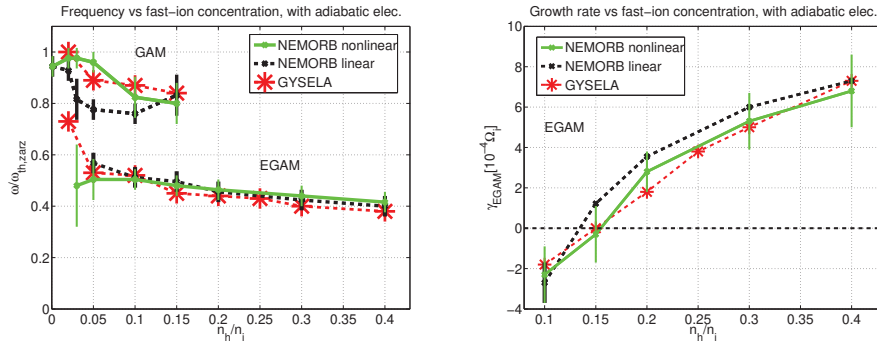 Frequency vs fast-ion concentration, with adiabatic elec.
GAM
NEMORB nonlinear
NEMORB linear
GYSELA
EGAM
1
0.8
0.6
0.4
0.2
0
ω/ω_th,zarz
0 0.05 0.1 0.15 0.2 0.25 0.3 0.35 0.4
n_h/n_i
Growth rate vs fast-ion concentration, with adiabatic elec.
NEMORB nonlinear
NEMORB linear
GYSELA
EGAM
10
8
6
4
2
0
−2
−4
γ_EGAM[10^-4Ω_i]
0.1 0.15 0.2 0.25 0.3 0.35 0.4
n_h/n_i